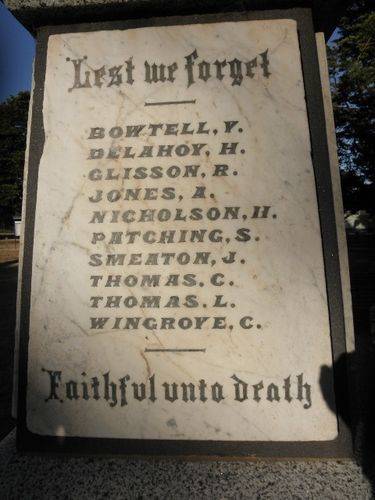 Lest we forget
BOWTELL, V.
DELAHOY, H.
GLISSON, R.
JONES, A.
NICHOLSON, H.
PATCHING, S.
SMEATON, J.
THOMAS, C.
THOMAS, L.
WINGROVE, C.
Faithful unto death